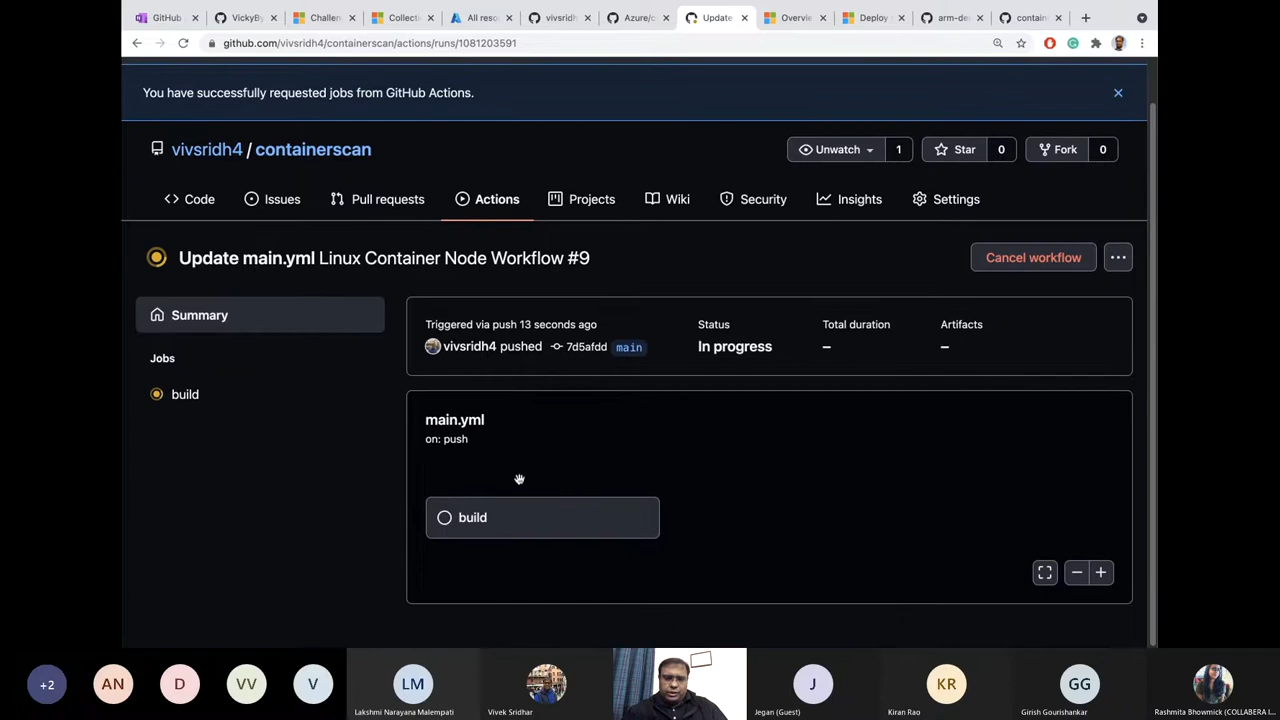 GitHub
VickyBy
Challen
Collecti
All reso
vivsridh
Azure/c
Update
Overvie
Deploy
arm-de
contain
github.com/vivsridh4/containerscan/actions/runs/1081203591
You have successfully requested jobs from GitHub Actions.
vivsridh4 / containerscan
Unwatch 1
Star 0
Fork 0
Code
Issues
Pull requests
Actions
Projects
Wiki
Security
Insights
Settings
Update main.yml Linux Container Node Workflow #9
Cancel workflow
Summary
Jobs
build
Triggered via push 13 seconds ago
vivsridh4 pushed 7d5afdd main
Status
In progress
Total duration
–
Artifacts
–
main.yml
on: push
build
+2
AN
D
VV
V
LM
Lakshmi Narayana Malempati
Vivek Sridhar
J
Jegan (Guest)
KR
Kiran Rao
GG
Girish Gourishankar
Rashmita Bhowmick (COLLABERA I...